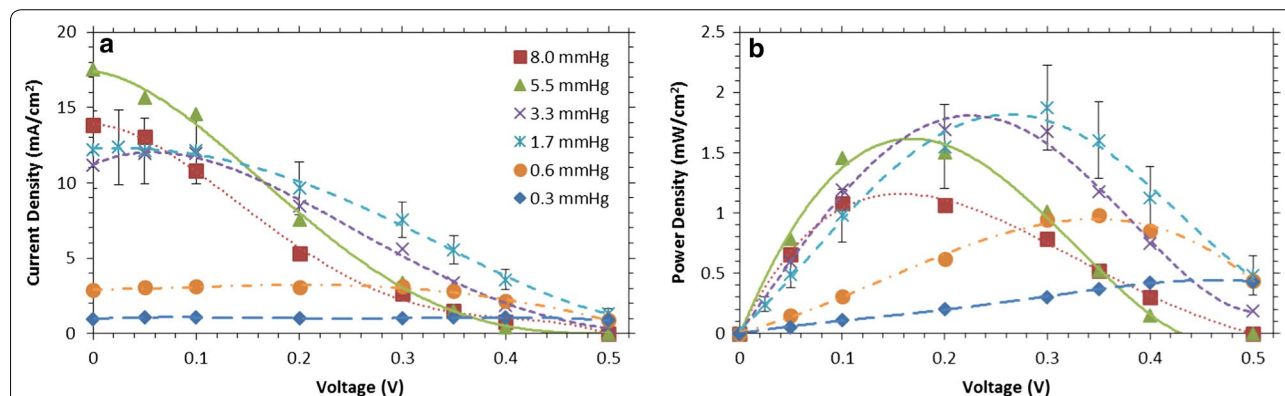 a
20
15
10
5
0
Current Density (mA/cm²)
0 0.1 0.2 0.3 0.4 0.5
Voltage (V)
8.0 mmHg
5.5 mmHg
3.3 mmHg
1.7 mmHg
0.6 mmHg
0.3 mmHg
b
2.5
2
1.5
1
0.5
0
Power Density (mW/cm²)
0 0.1 0.2 0.3 0.4 0.5
Voltage (V)